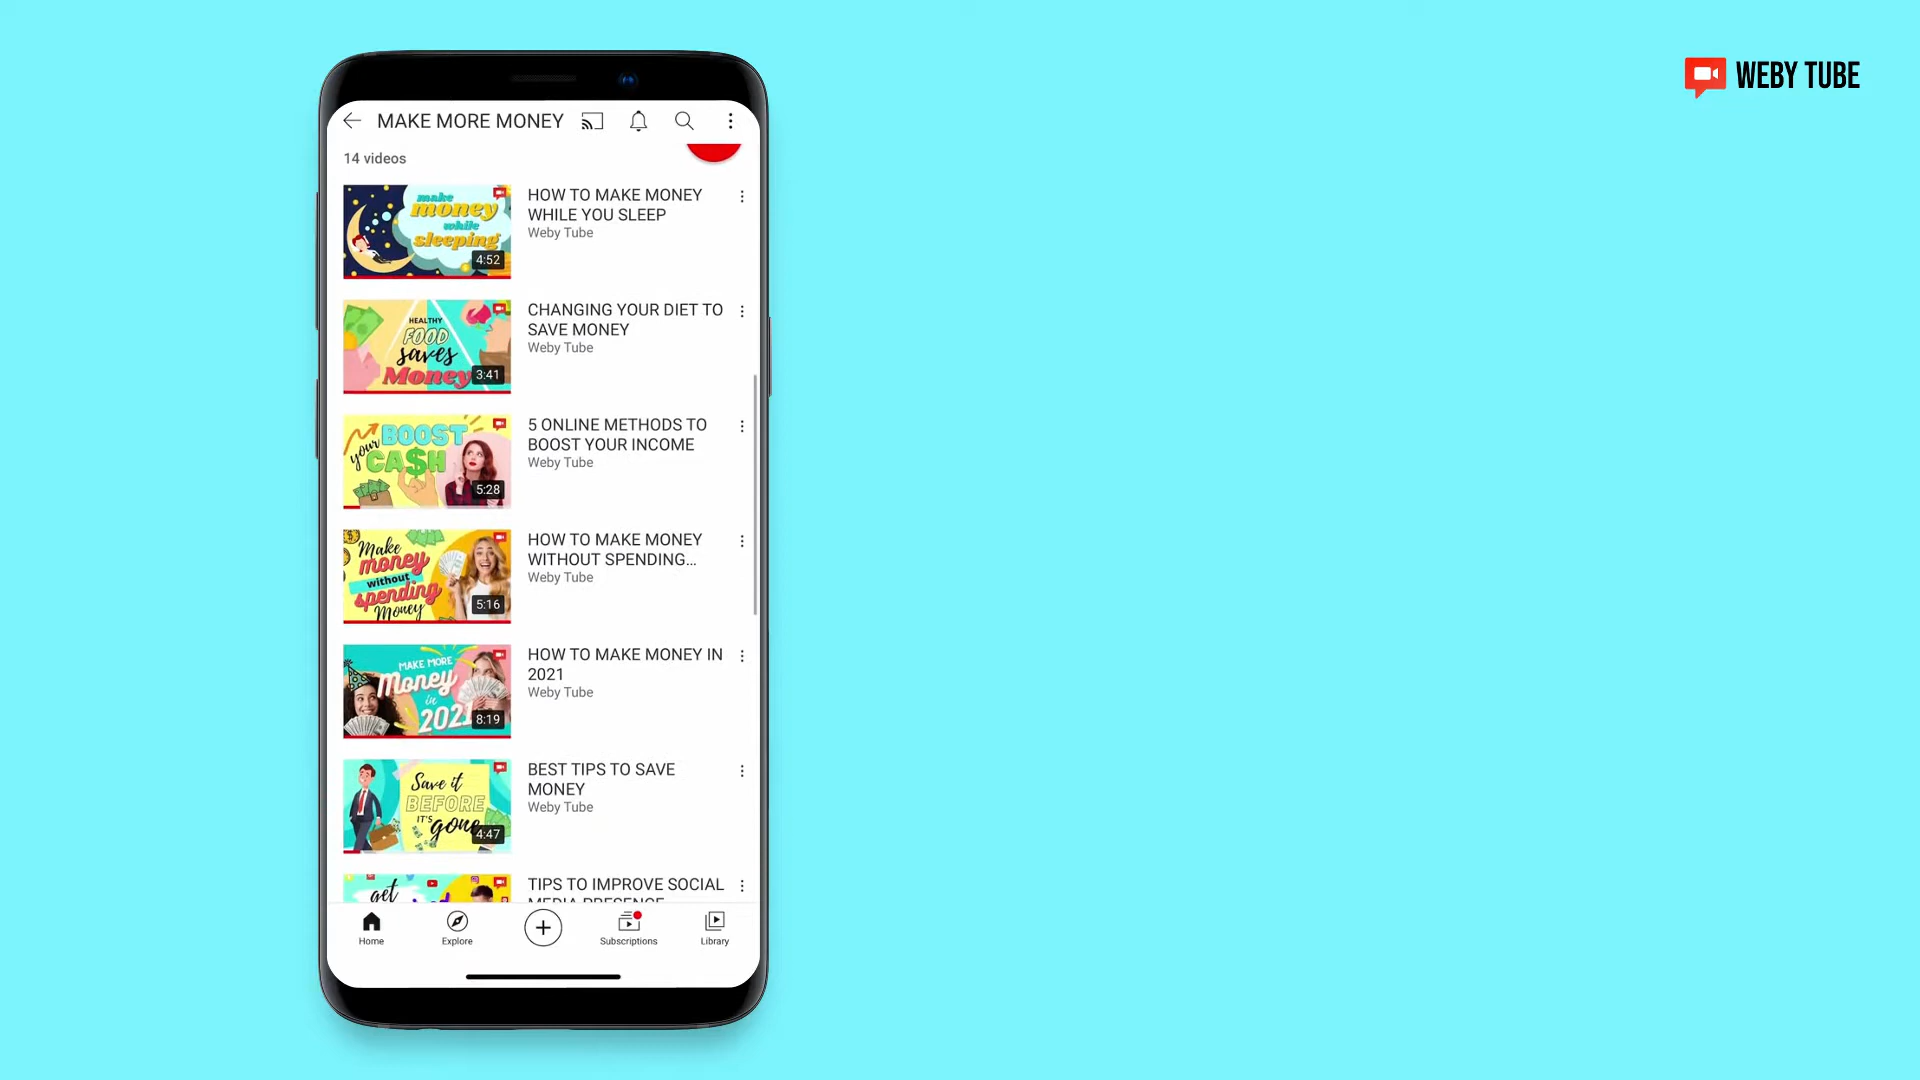 WEBY TUBE
MAKE MORE MONEY
14 videos
make
money
while
sleeping
4:52
HOW TO MAKE MONEY
WHILE YOU SLEEP
Weby Tube
HEALTHY
FOOD
saves
Money
3:41
CHANGING YOUR DIET TO
SAVE MONEY
Weby Tube
BOOST
your
CA$H
5:28
5 ONLINE METHODS TO
BOOST YOUR INCOME
Weby Tube
Make
money
without
spending
Money
5:16
HOW TO MAKE MONEY
WITHOUT SPENDING...
Weby Tube
MAKE MORE
Money
in
2021
8:19
HOW TO MAKE MONEY IN
2021
Weby Tube
Save it
BEFORE
IT'S
gone
4:47
BEST TIPS TO SAVE
MONEY
Weby Tube
get
TIPS TO IMPROVE SOCIAL
MEDIA PRESENCE
Home
Explore
Subscriptions
Library